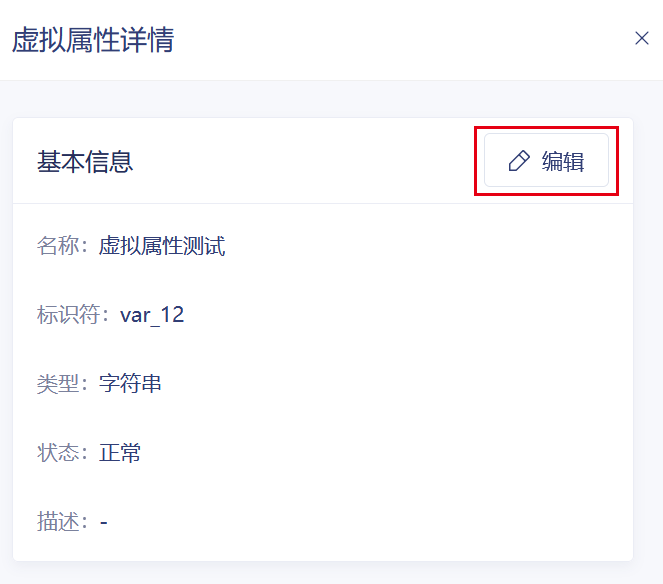 虚拟属性详情
基本信息
编辑
名称：虚拟属性测试
标识符：var_12
类型：字符串
状态：正常
描述：-